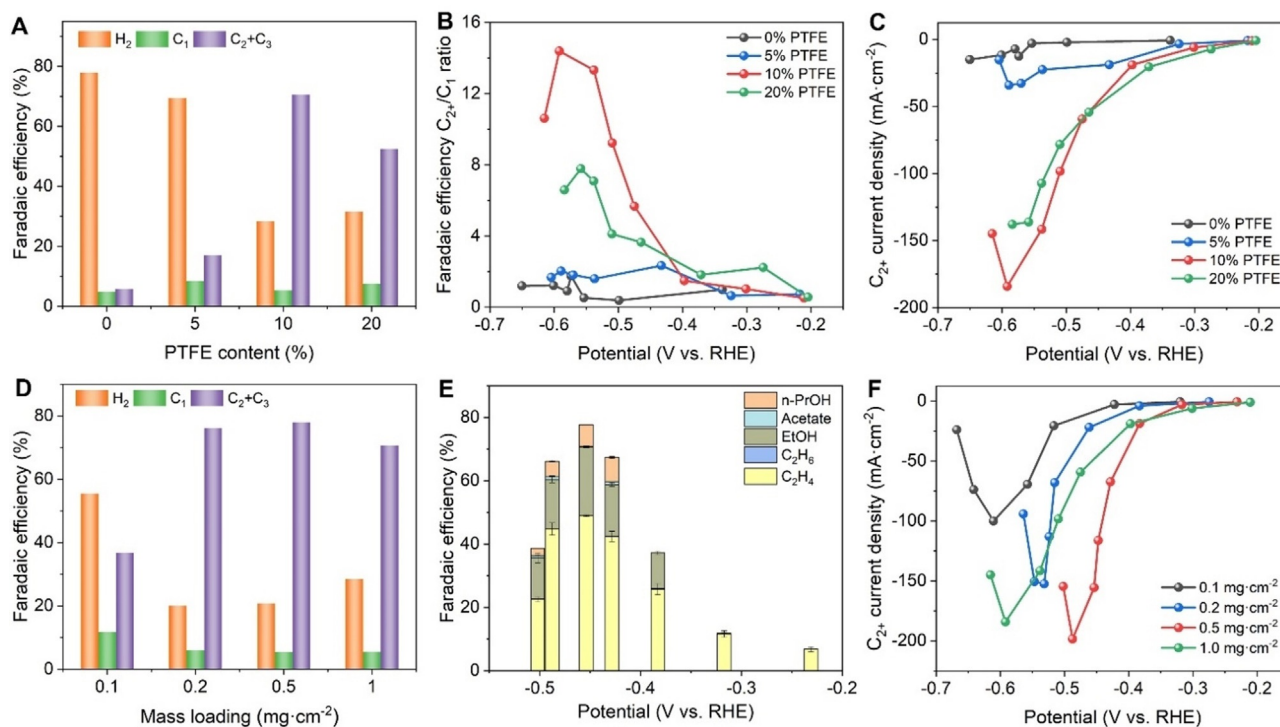 A
H₂ C₁ C₂+C₃
Faradaic efficiency (%)
80
60
40
20
0
0 5 10 20
PTFE content (%)
B
0% PTFE
5% PTFE
10% PTFE
20% PTFE
Faradaic efficiency C₂₊/C₁ ratio
16
12
8
4
0
-0.7 -0.6 -0.5 -0.4 -0.3 -0.2
Potential (V vs. RHE)
C
0
-50
-100
-150
-200
C₂₊ current density (mA·cm⁻²)
0% PTFE
5% PTFE
10% PTFE
20% PTFE
-0.7 -0.6 -0.5 -0.4 -0.3 -0.2
Potential (V vs. RHE)
D
H₂ C₁ C₂+C₃
Faradaic efficiency (%)
80
60
40
20
0
0.1 0.2 0.5 1
Mass loading (mg·cm⁻²)
E
n-PrOH
Acetate
EtOH
C₂H₆
C₂H₄
Faradaic efficiency (%)
80
60
40
20
0
-0.5 -0.4 -0.3 -0.2
Potential (V vs. RHE)
F
0
-50
-100
-150
-200
C₂₊ current density (mA·cm⁻²)
0.1 mg·cm⁻²
0.2 mg·cm⁻²
0.5 mg·cm⁻²
1.0 mg·cm⁻²
-0.7 -0.6 -0.5 -0.4 -0.3 -0.2
Potential (V vs. RHE)